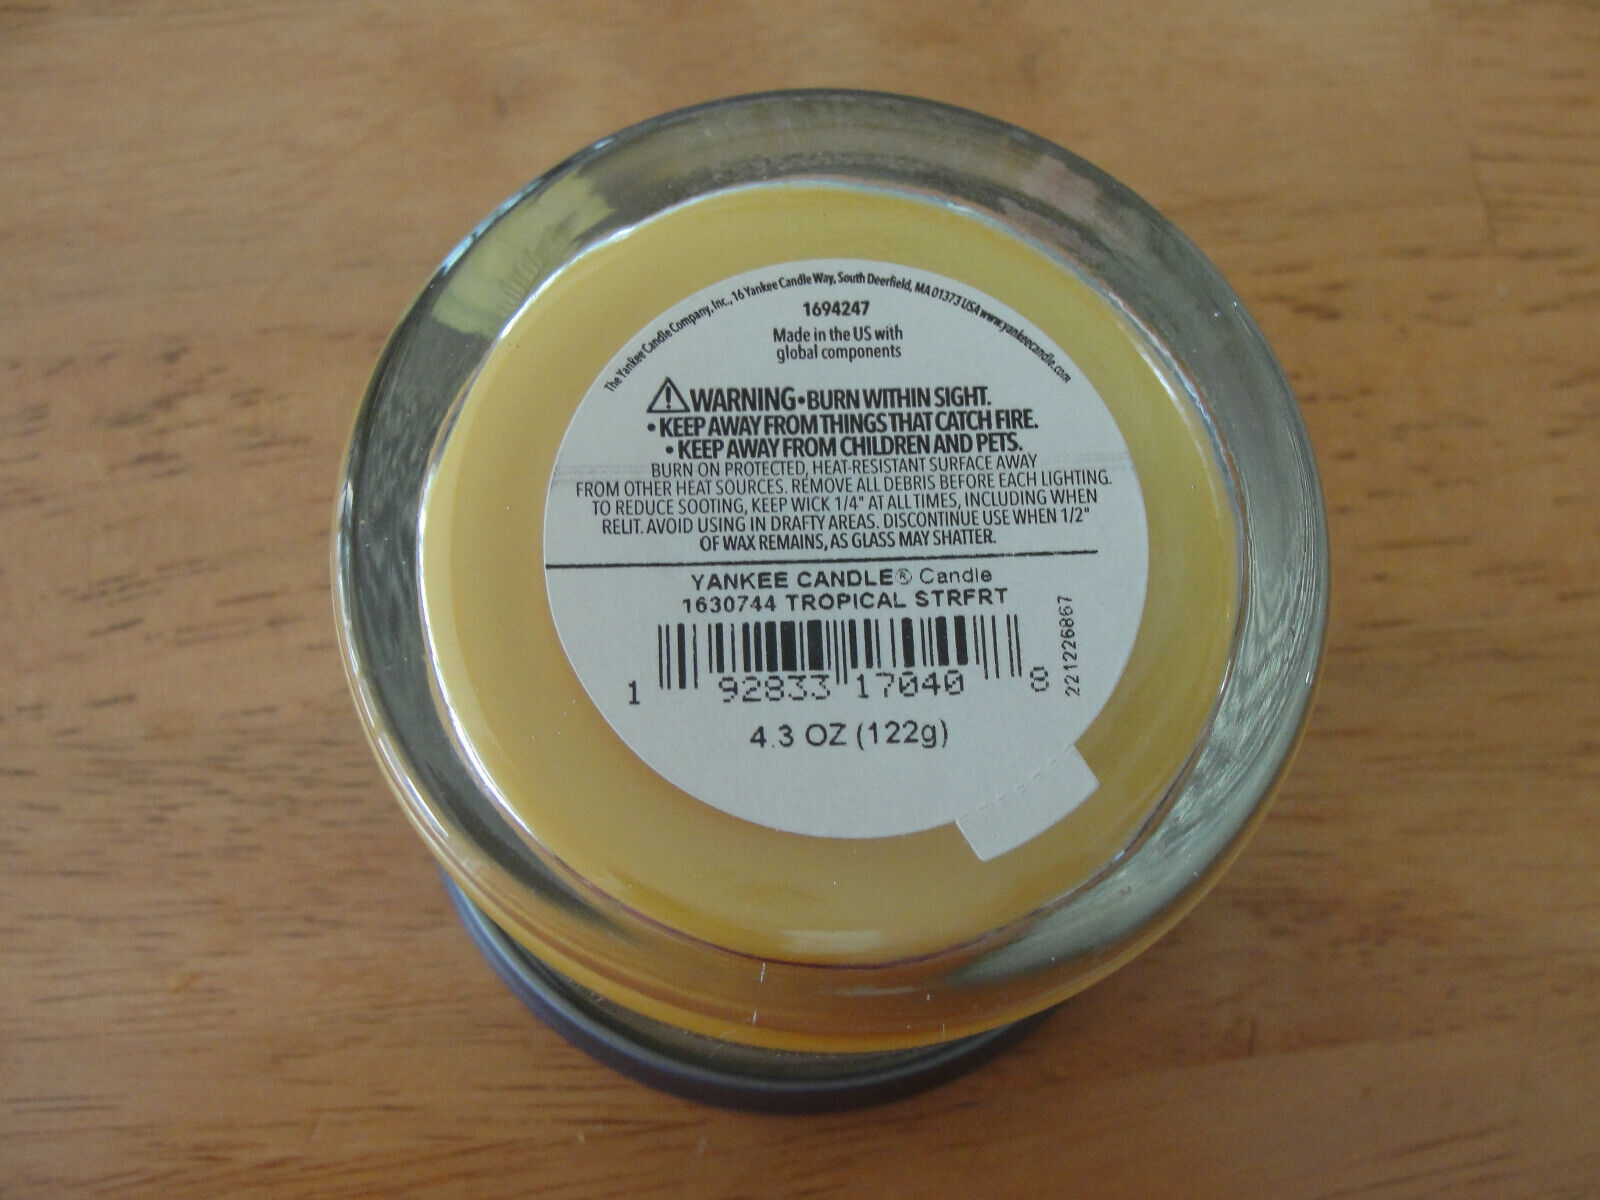 The Yankee Candle Company, Inc., 16 Yankee Candle Way, South Deerfield, MA 01373 USA www.yankeecandle.com
1694247
Made in the US with
global components
⚠WARNING•BURN WITHIN SIGHT.
•KEEP AWAY FROM THINGS THAT CATCH FIRE.
•KEEP AWAY FROM CHILDREN AND PETS.
BURN ON PROTECTED, HEAT-RESISTANT SURFACE AWAY
FROM OTHER HEAT SOURCES. REMOVE ALL DEBRIS BEFORE EACH LIGHTING.
TO REDUCE SOOTING, KEEP WICK 1/4" AT ALL TIMES, INCLUDING WHEN
RELIT. AVOID USING IN DRAFTY AREAS. DISCONTINUE USE WHEN 1/2"
OF WAX REMAINS, AS GLASS MAY SHATTER.
YANKEE CANDLE® Candle
1630744 TROPICAL STRFRT
1 92833 17040 8
221226867
4.3 OZ (122g)